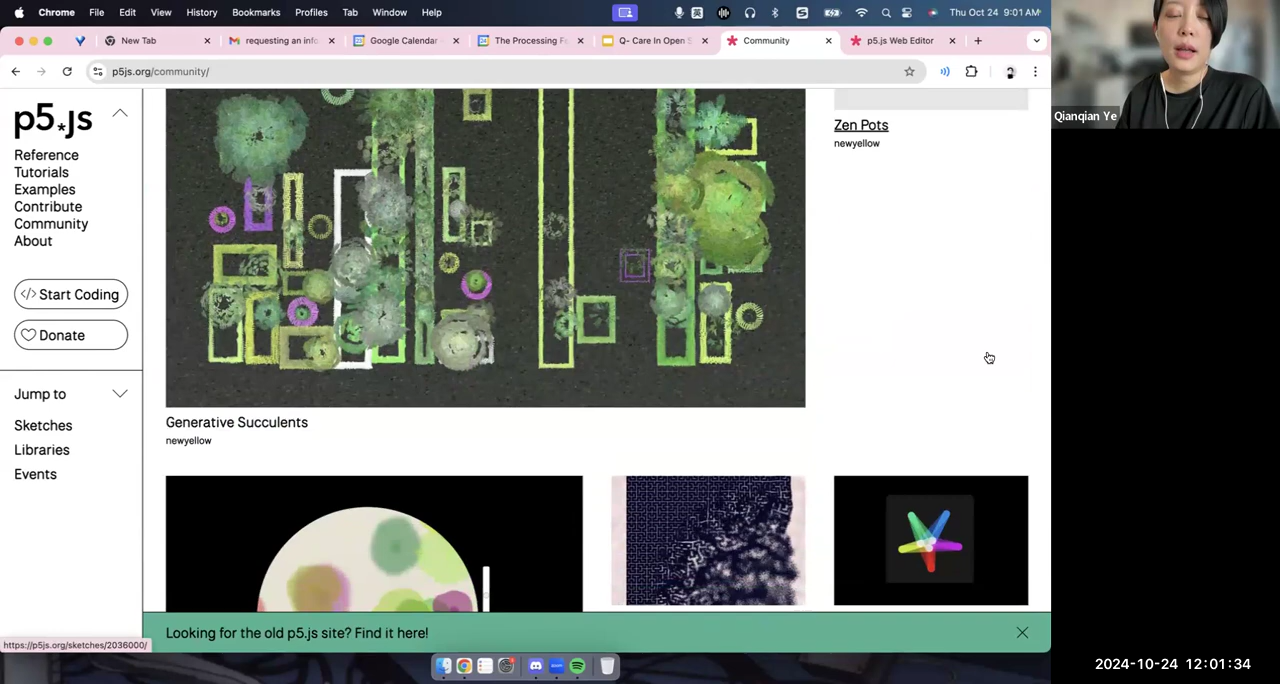 Chrome File Edit View History Bookmarks Profiles Tab Window Help
英
S
Thu Oct 24 9:01 AM
New Tab
requesting an info
Google Calendar
The Processing F
Q- Care In Open S
Community
p5.js Web Editor
p5js.org/community/
Qianqian Ye
p5.js
Reference
Tutorials
Examples
Contribute
Community
About
</> Start Coding
Donate
Jump to
Sketches
Libraries
Events
Zen Pots
newyellow
Generative Succulents
newyellow
Looking for the old p5.js site? Find it here!
https://p5js.org/sketches/2036000/
2024-10-24 12:01:34